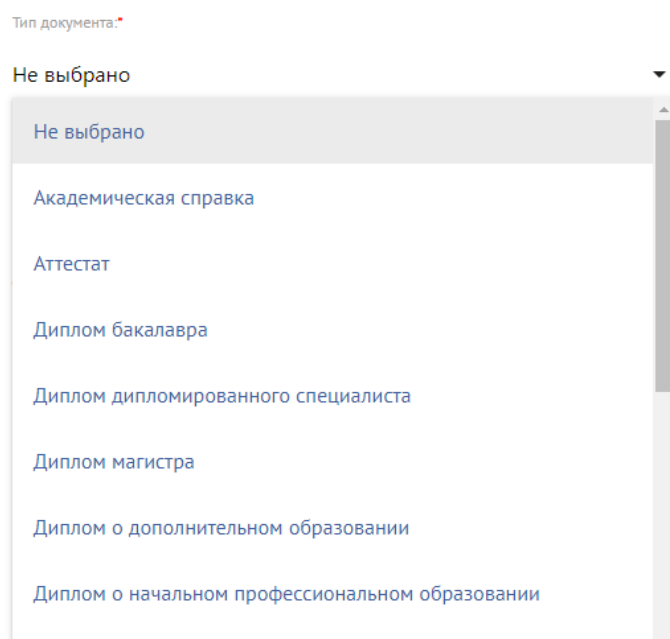 Тип документа:*
Не выбрано
Не выбрано
Академическая справка
Аттестат
Диплом бакалавра
Диплом дипломированного специалиста
Диплом магистра
Диплом о дополнительном образовании
Диплом о начальном профессиональном образовании